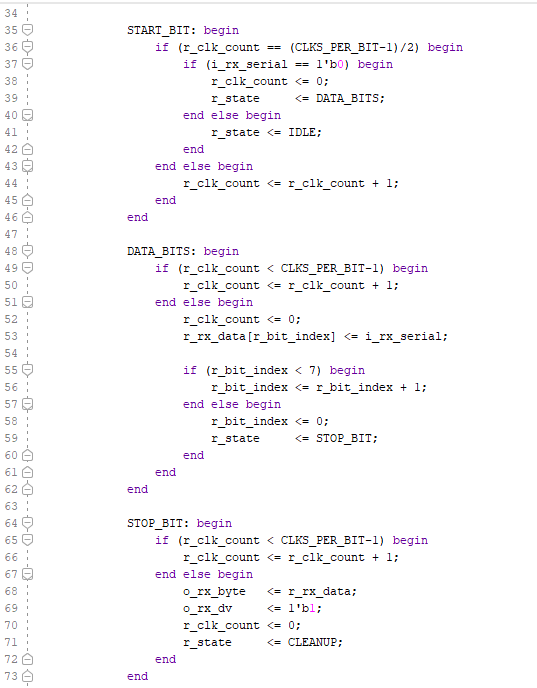 34
35 START_BIT: begin
36 if (r_clk_count == (CLKS_PER_BIT-1)/2) begin
37 if (i_rx_serial == 1'b0) begin
38 r_clk_count <= 0;
39 r_state      <= DATA_BITS;
40 end else begin
41 r_state <= IDLE;
42 end
43 end else begin
44 r_clk_count <= r_clk_count + 1;
45 end
46 end
47
48 DATA_BITS: begin
49 if (r_clk_count < CLKS_PER_BIT-1) begin
50 r_clk_count <= r_clk_count + 1;
51 end else begin
52 r_clk_count <= 0;
53 r_rx_data[r_bit_index] <= i_rx_serial;
54
55 if (r_bit_index < 7) begin
56 r_bit_index <= r_bit_index + 1;
57 end else begin
58 r_bit_index <= 0;
59 r_state      <= STOP_BIT;
60 end
61 end
62 end
63
64 STOP_BIT: begin
65 if (r_clk_count < CLKS_PER_BIT-1) begin
66 r_clk_count <= r_clk_count + 1;
67 end else begin
68 o_rx_byte   <= r_rx_data;
69 o_rx_dv     <= 1'b1;
70 r_clk_count <= 0;
71 r_state     <= CLEANUP;
72 end
73 end